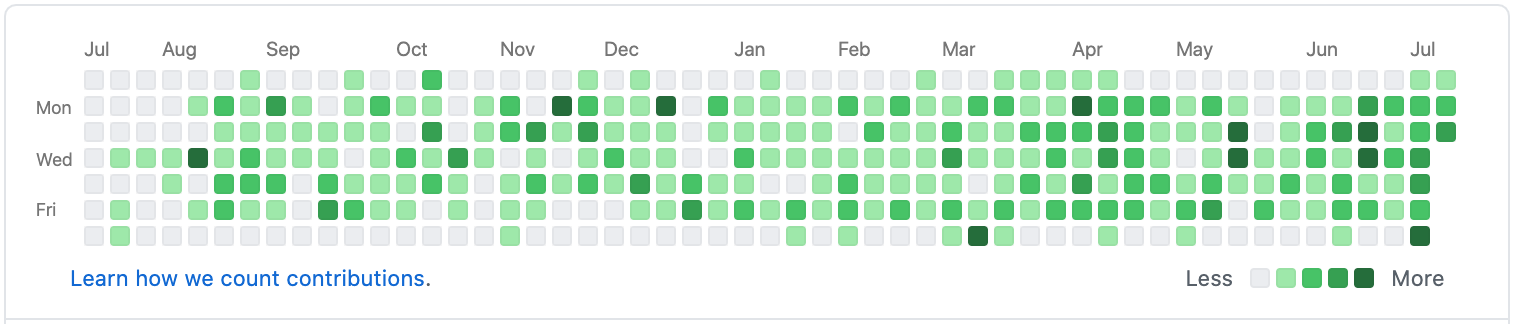 Jul Aug Sep Oct Nov Dec Jan Feb Mar Apr May Jun Jul
Mon
Wed
Fri
Learn how we count contributions. Less More